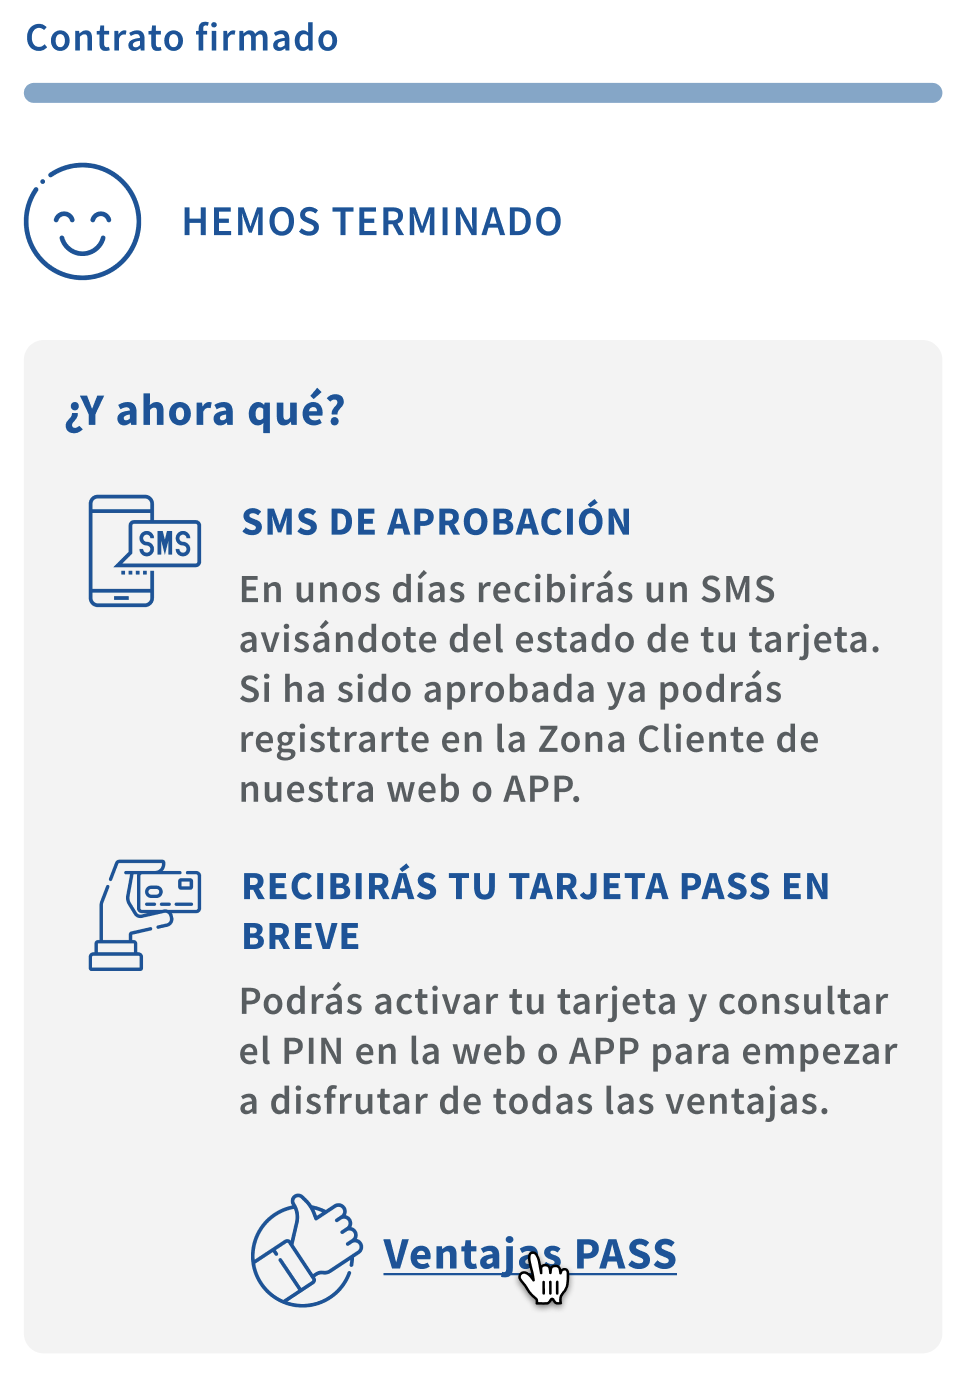 Contrato firmado
HEMOS TERMINADO
¿Y ahora qué?
SMS
SMS DE APROBACIÓN
En unos días recibirás un SMS
avisándote del estado de tu tarjeta.
Si ha sido aprobada ya podrás
registrarte en la Zona Cliente de
nuestra web o APP.
RECIBIRÁS TU TARJETA PASS EN
BREVE
Podrás activar tu tarjeta y consultar
el PIN en la web o APP para empezar
a disfrutar de todas las ventajas.
Ventajas PASS